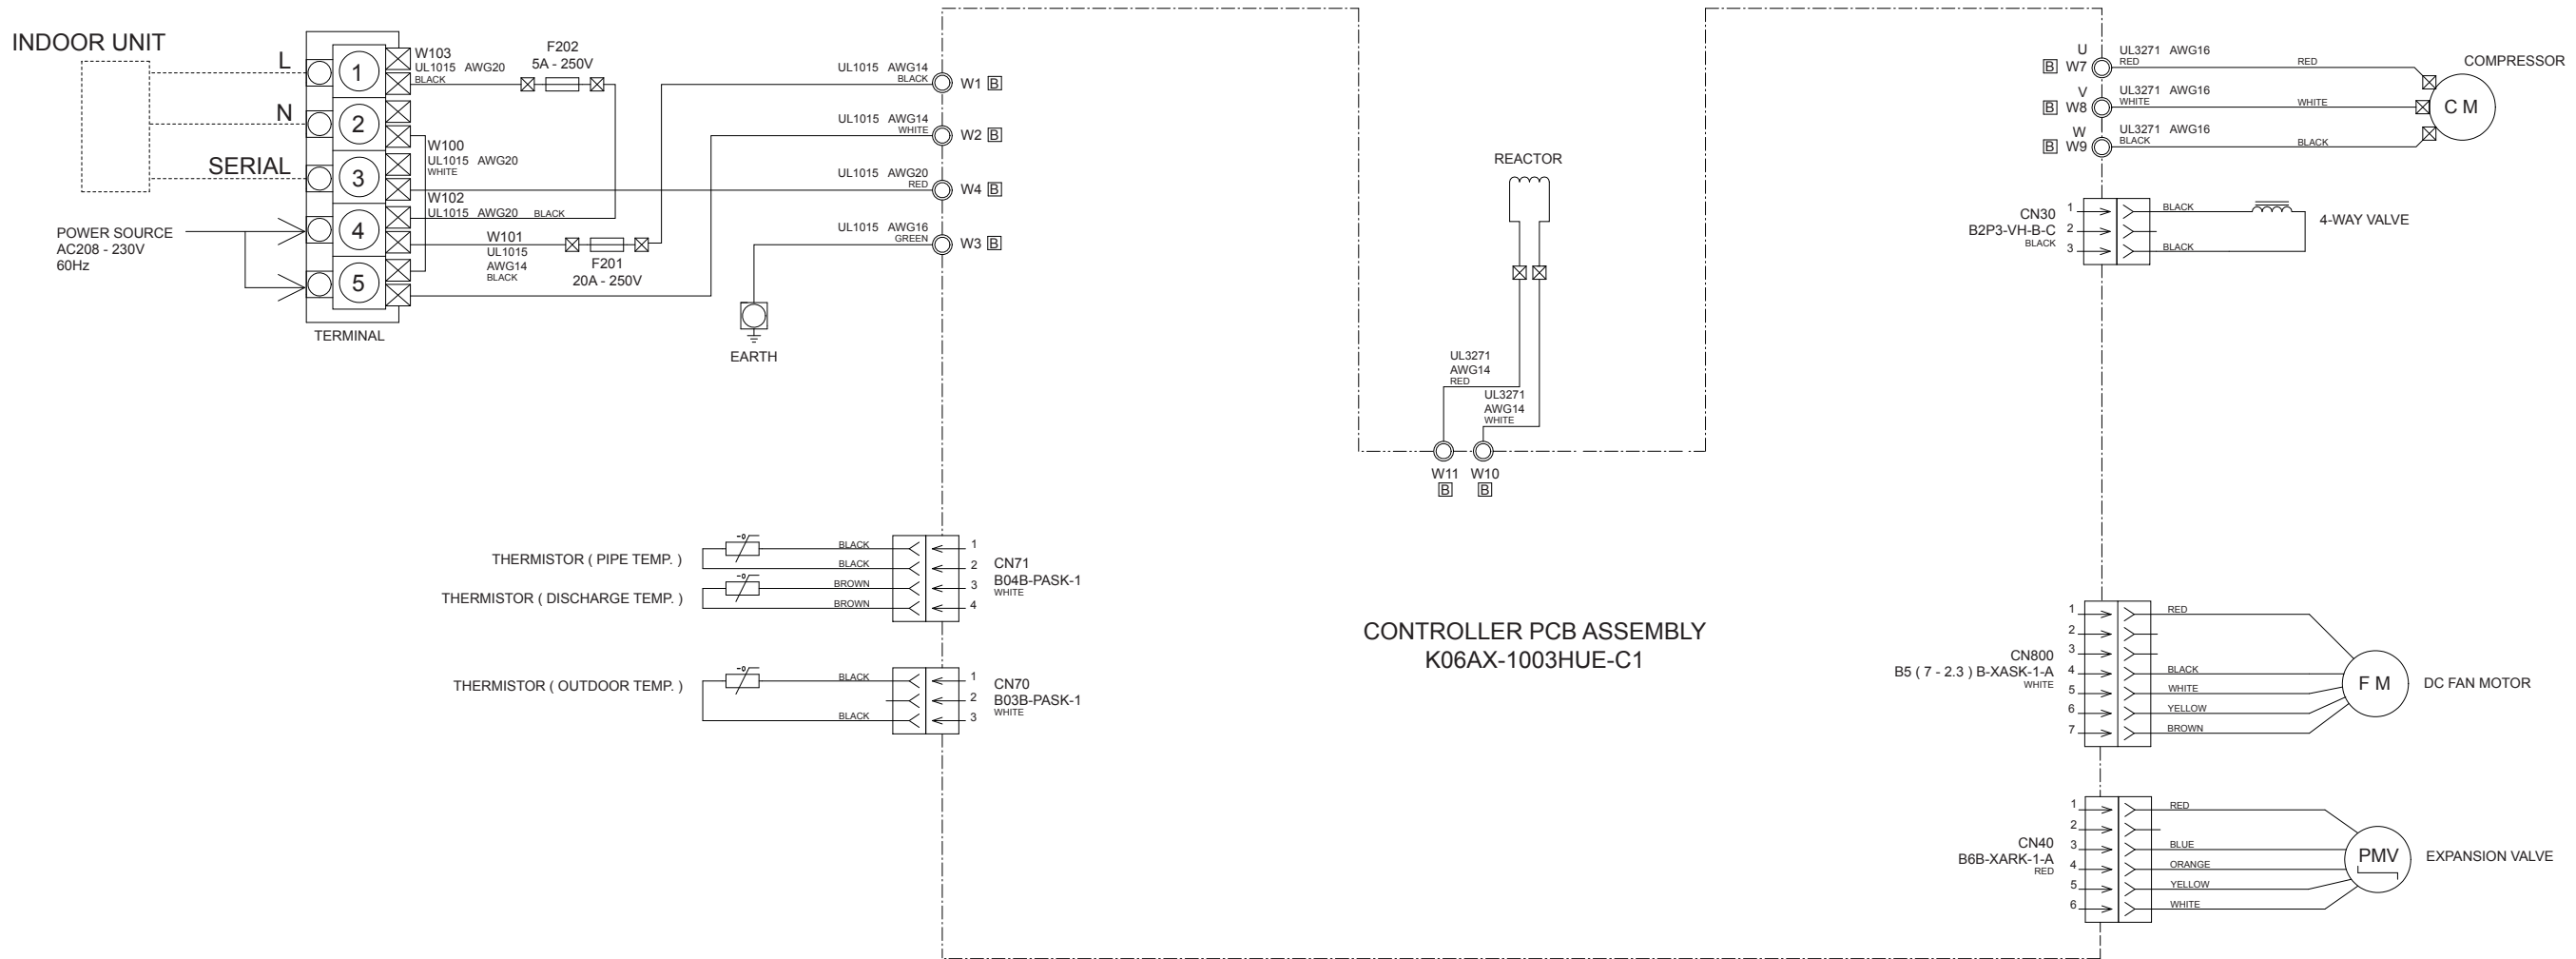 INDOOR UNIT
L
N
SERIAL
POWER SOURCE
AC208 - 230V
60Hz
1
2
3
4
5
TERMINAL
W103
UL1015 AWG20
BLACK
F202
5A - 250V
W100
UL1015 AWG20
WHITE
W102
UL1015 AWG20 BLACK
W101
UL1015
AWG14
BLACK
F201
20A - 250V
UL1015 AWG14
BLACK
W1 B
UL1015 AWG14
WHITE
W2 B
UL1015 AWG20
RED
W4 B
UL1015 AWG16
GREEN
W3 B
EARTH
REACTOR
UL3271
AWG14
RED
UL3271
AWG14
WHITE
W11 W10
B B
U
B W7
UL3271 AWG16
RED
RED
V
B W8
UL3271 AWG16
WHITE
WHITE
W
B W9
UL3271 AWG16
BLACK
BLACK
COMPRESSOR
C M
CN30
B2P3-VH-B-C
BLACK
1
2
3
BLACK
BLACK
4-WAY VALVE
THERMISTOR ( PIPE TEMP. )
THERMISTOR ( DISCHARGE TEMP. )
-θ
-θ
BLACK
BLACK
BROWN
BROWN
1
2
3
4
CN71
B04B-PASK-1
WHITE
THERMISTOR ( OUTDOOR TEMP. )
-θ
BLACK
BLACK
1
2
3
CN70
B03B-PASK-1
WHITE
CONTROLLER PCB ASSEMBLY
K06AX-1003HUE-C1
CN800
B5 ( 7 - 2.3 ) B-XASK-1-A
WHITE
1
2
3
4
5
6
7
RED
BLACK
WHITE
YELLOW
BROWN
F M
DC FAN MOTOR
CN40
B6B-XARK-1-A
RED
1
2
3
4
5
6
RED
BLUE
ORANGE
YELLOW
WHITE
PMV
EXPANSION VALVE